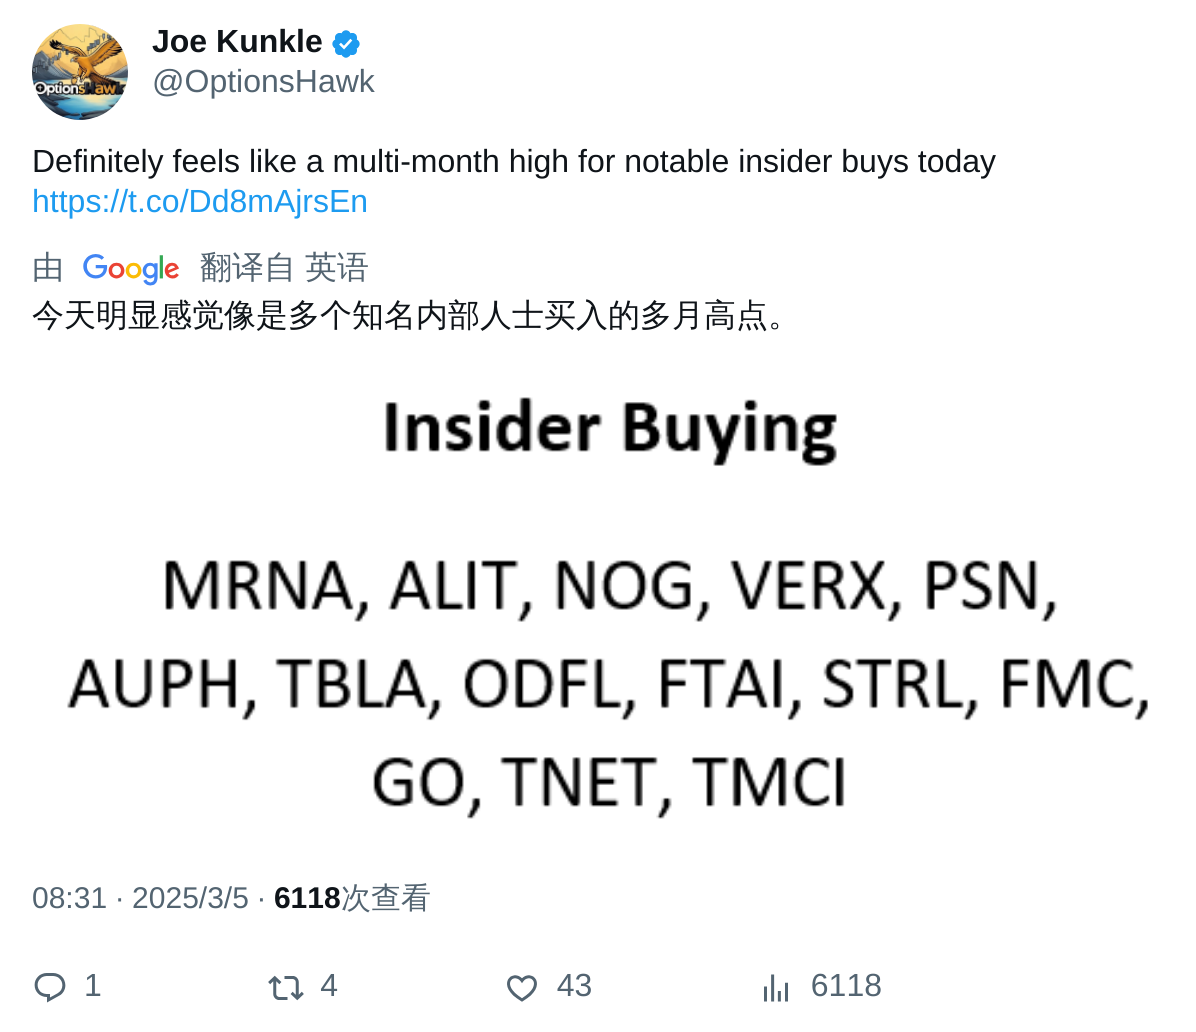 Joe Kunkle
@OptionsHawk
Definitely feels like a multi-month high for notable insider buys today
https://t.co/Dd8mAjrsEn
由 Google 翻译自 英语
今天明显感觉像是多个知名内部人士买入的多月高点。
Insider Buying
MRNA, ALIT, NOG, VERX, PSN,
AUPH, TBLA, ODFL, FTAI, STRL, FMC,
GO, TNET, TMCI
08:31 · 2025/3/5 · 6118次查看
1 4 43 6118